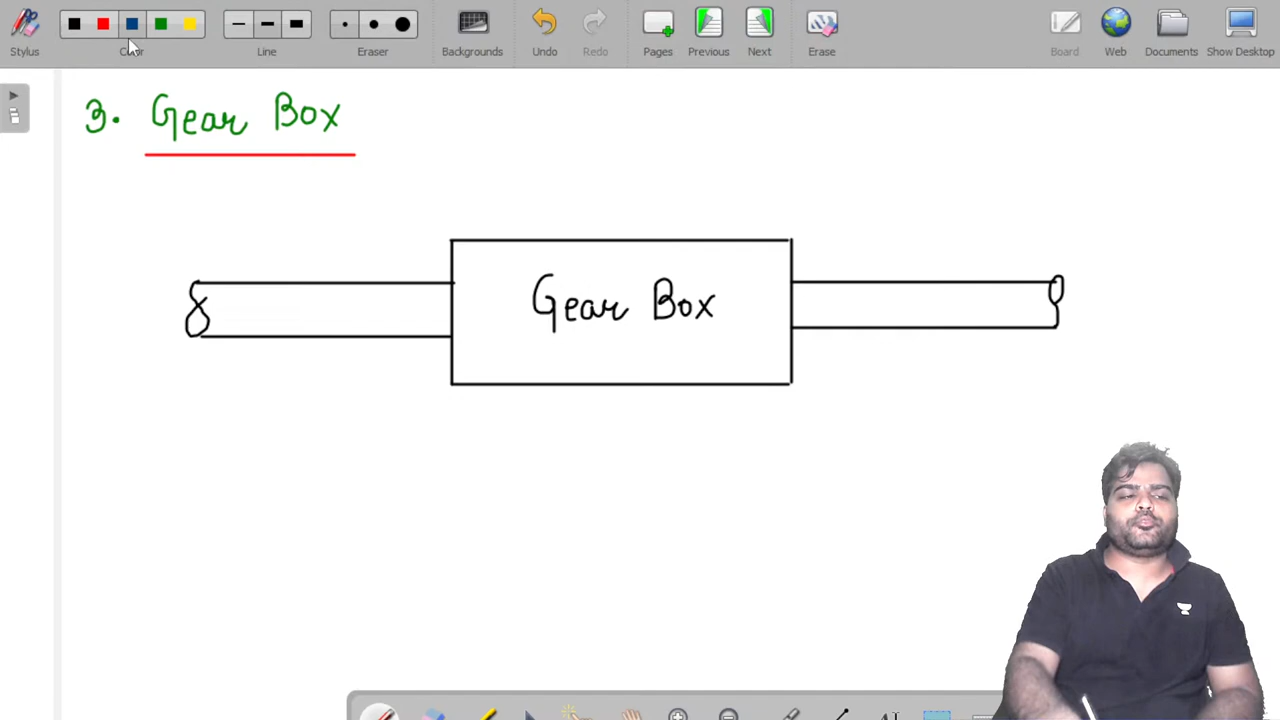 Stylus
Color
Line
Eraser
Backgrounds
Undo
Redo
Pages
Previous
Next
Erase
Board
Web
Documents
Show Desktop
3. Gear Box
Gear Box